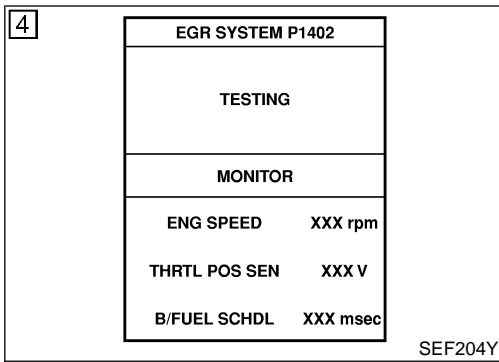 4
EGR SYSTEM P1402
TESTING
MONITOR
ENG SPEED XXX rpm
THRTL POS SEN XXX V
B/FUEL SCHDL XXX msec
SEF204Y